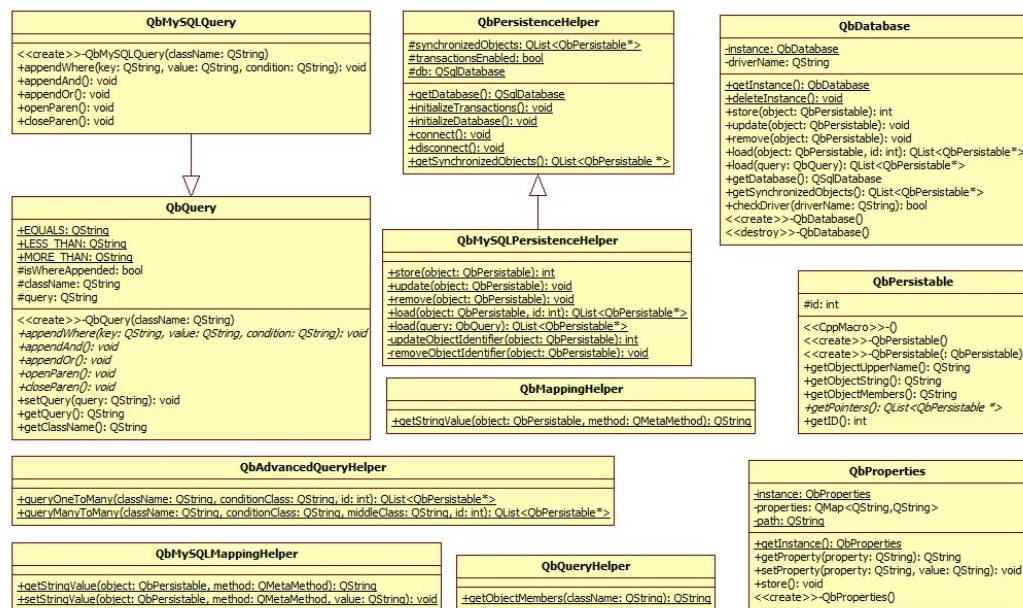 QbMySQLQuery
<<create>>-QbMySQLQuery(className: QString)
+appendWhere(key: QString, value: QString, condition: QString): void
+appendAnd(): void
+appendOr(): void
+openParen(): void
+closeParen(): void
QbQuery
+EQUALS: QString
+LESS_THAN: QString
+MORE_THAN: QString
#isWhereAppended: bool
#className: QString
#query: QString
<<create>>-QbQuery(className: QString)
+appendWhere(key: QString, value: QString, condition: QString): void
+appendAnd(): void
+appendOr(): void
+openParen(): void
+closeParen(): void
+setQuery(query: QString): void
+getQuery(): QString
+getClassName(): QString
QbPersistenceHelper
#synchronizedObjects: QList<QbPersistable*>
#transactionsEnabled: bool
#db: QSqlDatabase
+getDatabase(): QSqlDatabase
+initializeTransactions(): void
+initializeDatabase(): void
+connect(): void
+disconnect(): void
+getSynchronizedObjects(): QList<QbPersistable *>
QbMySQLPersistenceHelper
+store(object: QbPersistable): int
+update(object: QbPersistable): void
+remove(object: QbPersistable): void
+load(object: QbPersistable, id: int): QList<QbPersistable*>
+load(query: QbQuery): QList<QbPersistable*>
-updateObjectIdentifier(object: QbPersistable): int
-removeObjectIdentifier(object: QbPersistable): void
QbMappingHelper
+getStringValue(object: QbPersistable, method: QMetaMethod): QString
QbDatabase
-instance: QbDatabase
-driverName: QString
+getInstance(): QbDatabase
+deleteInstance(): void
+store(object: QbPersistable): int
+update(object: QbPersistable): void
+remove(object: QbPersistable): void
+load(object: QbPersistable, id: int): QList<QbPersistable*>
+load(query: QbQuery): QList<QbPersistable*>
+getDatabase(): QSqlDatabase
+getSynchronizedObjects(): QList<QbPersistable*>
+checkDriver(driverName: QString): bool
<<create>>-QbDatabase()
<<destroy>>-QbDatabase()
QbPersistable
#id: int
<<CppMacro>>-()
<<create>>-QbPersistable()
<<create>>-QbPersistable(: QbPersistable)
+getObjectUpperName(): QString
+getObjectString(): QString
+getObjectMembers(): QString
+getPointers(): QList<QbPersistable *>
+getID(): int
QbAdvancedQueryHelper
+queryOneToMany(className: QString, conditionClass: QString, id: int): QList<QbPersistable*>
+queryManyToMany(className: QString, conditionClass: QString, middleClass: QString, id: int): QList<QbPersistable*>
QbMySQLMappingHelper
+getStringValue(object: QbPersistable, method: QMetaMethod): QString
+setStringValue(object: QbPersistable, method: QMetaMethod, value: QString): void
QbQueryHelper
+getObjectMembers(className: QString): QString
QbProperties
-instance: QbProperties
-properties: QMap<QString,QString>
-path: QString
+getInstance(): QbProperties
+getProperty(property: QString): QString
+setProperty(property: QString, value: QString): void
+store(): void
<<create>>-QbProperties()